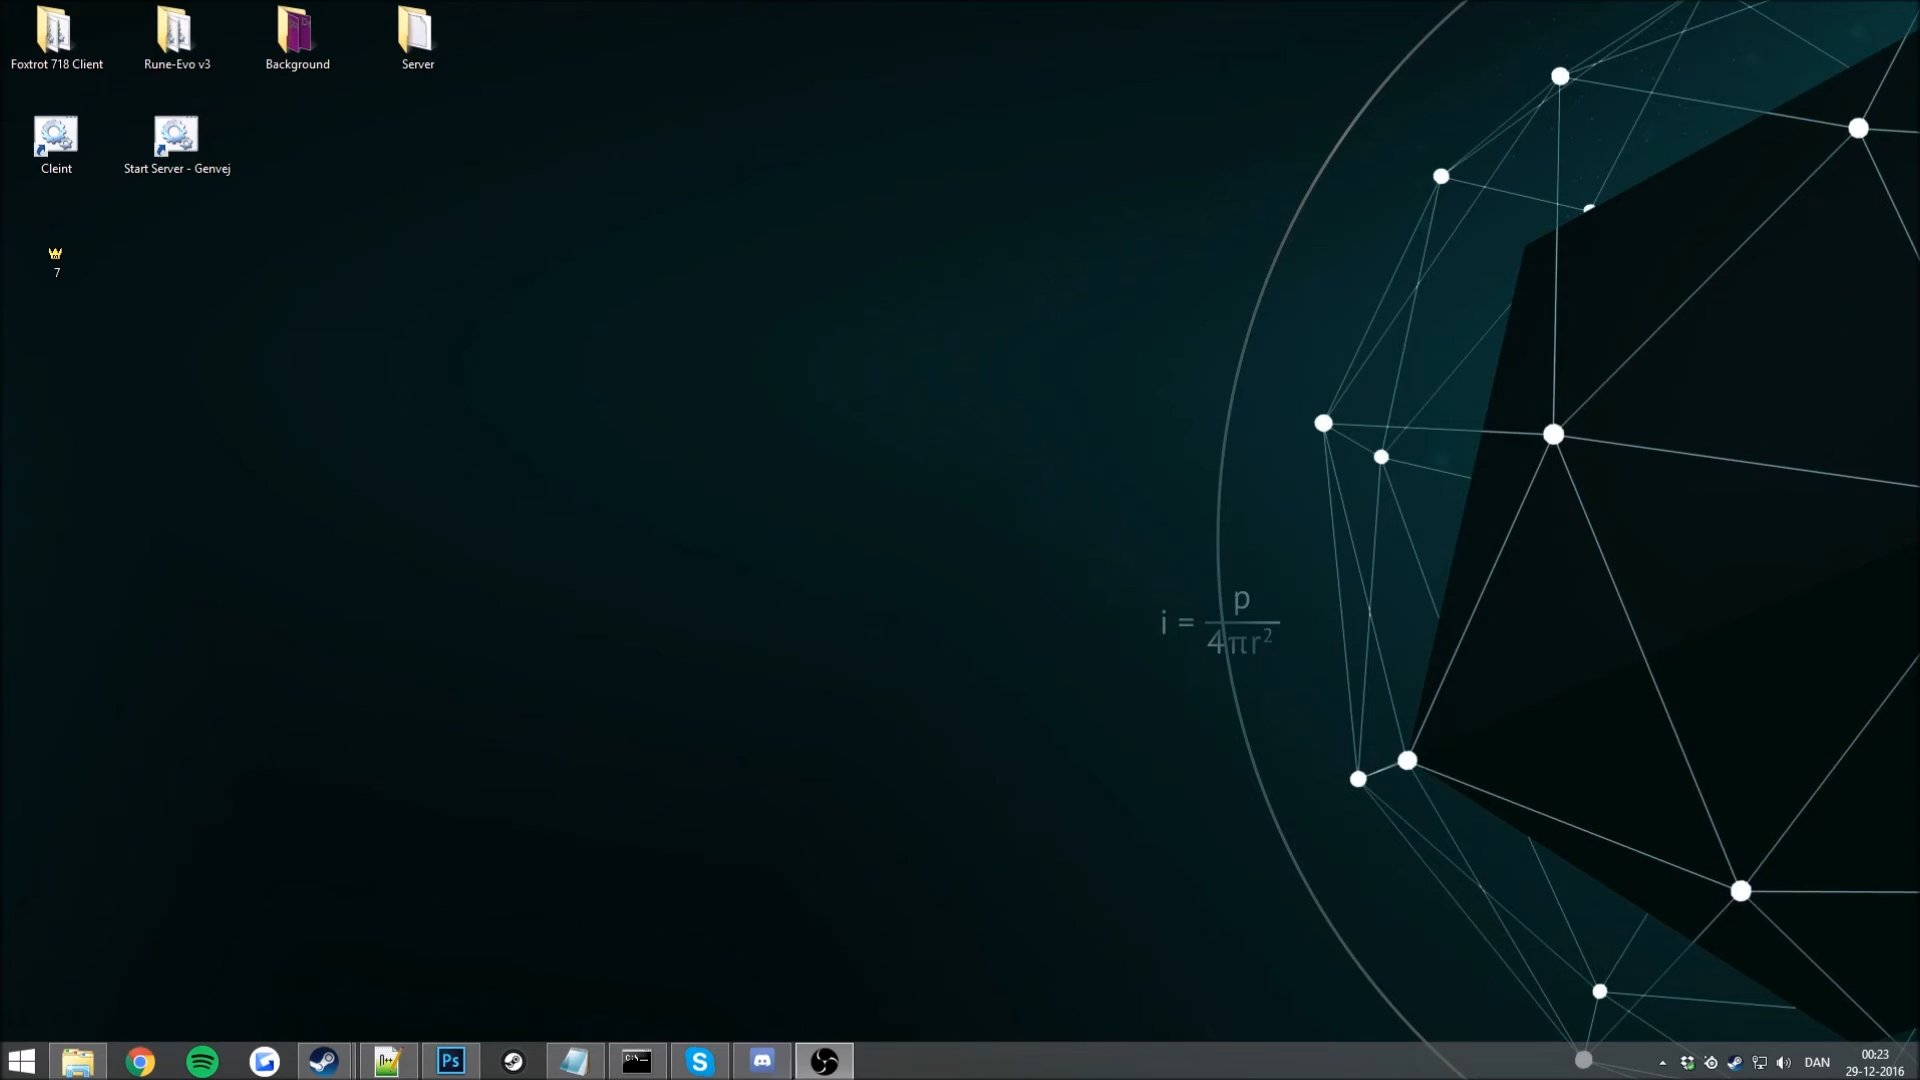 Foxtrot 718 Client
Rune-Evo v3
Background
Server
Cleint
Start Server - Genvej
7
i = p
4πr²
Ps
C:\
DAN
00:23
29-12-2016